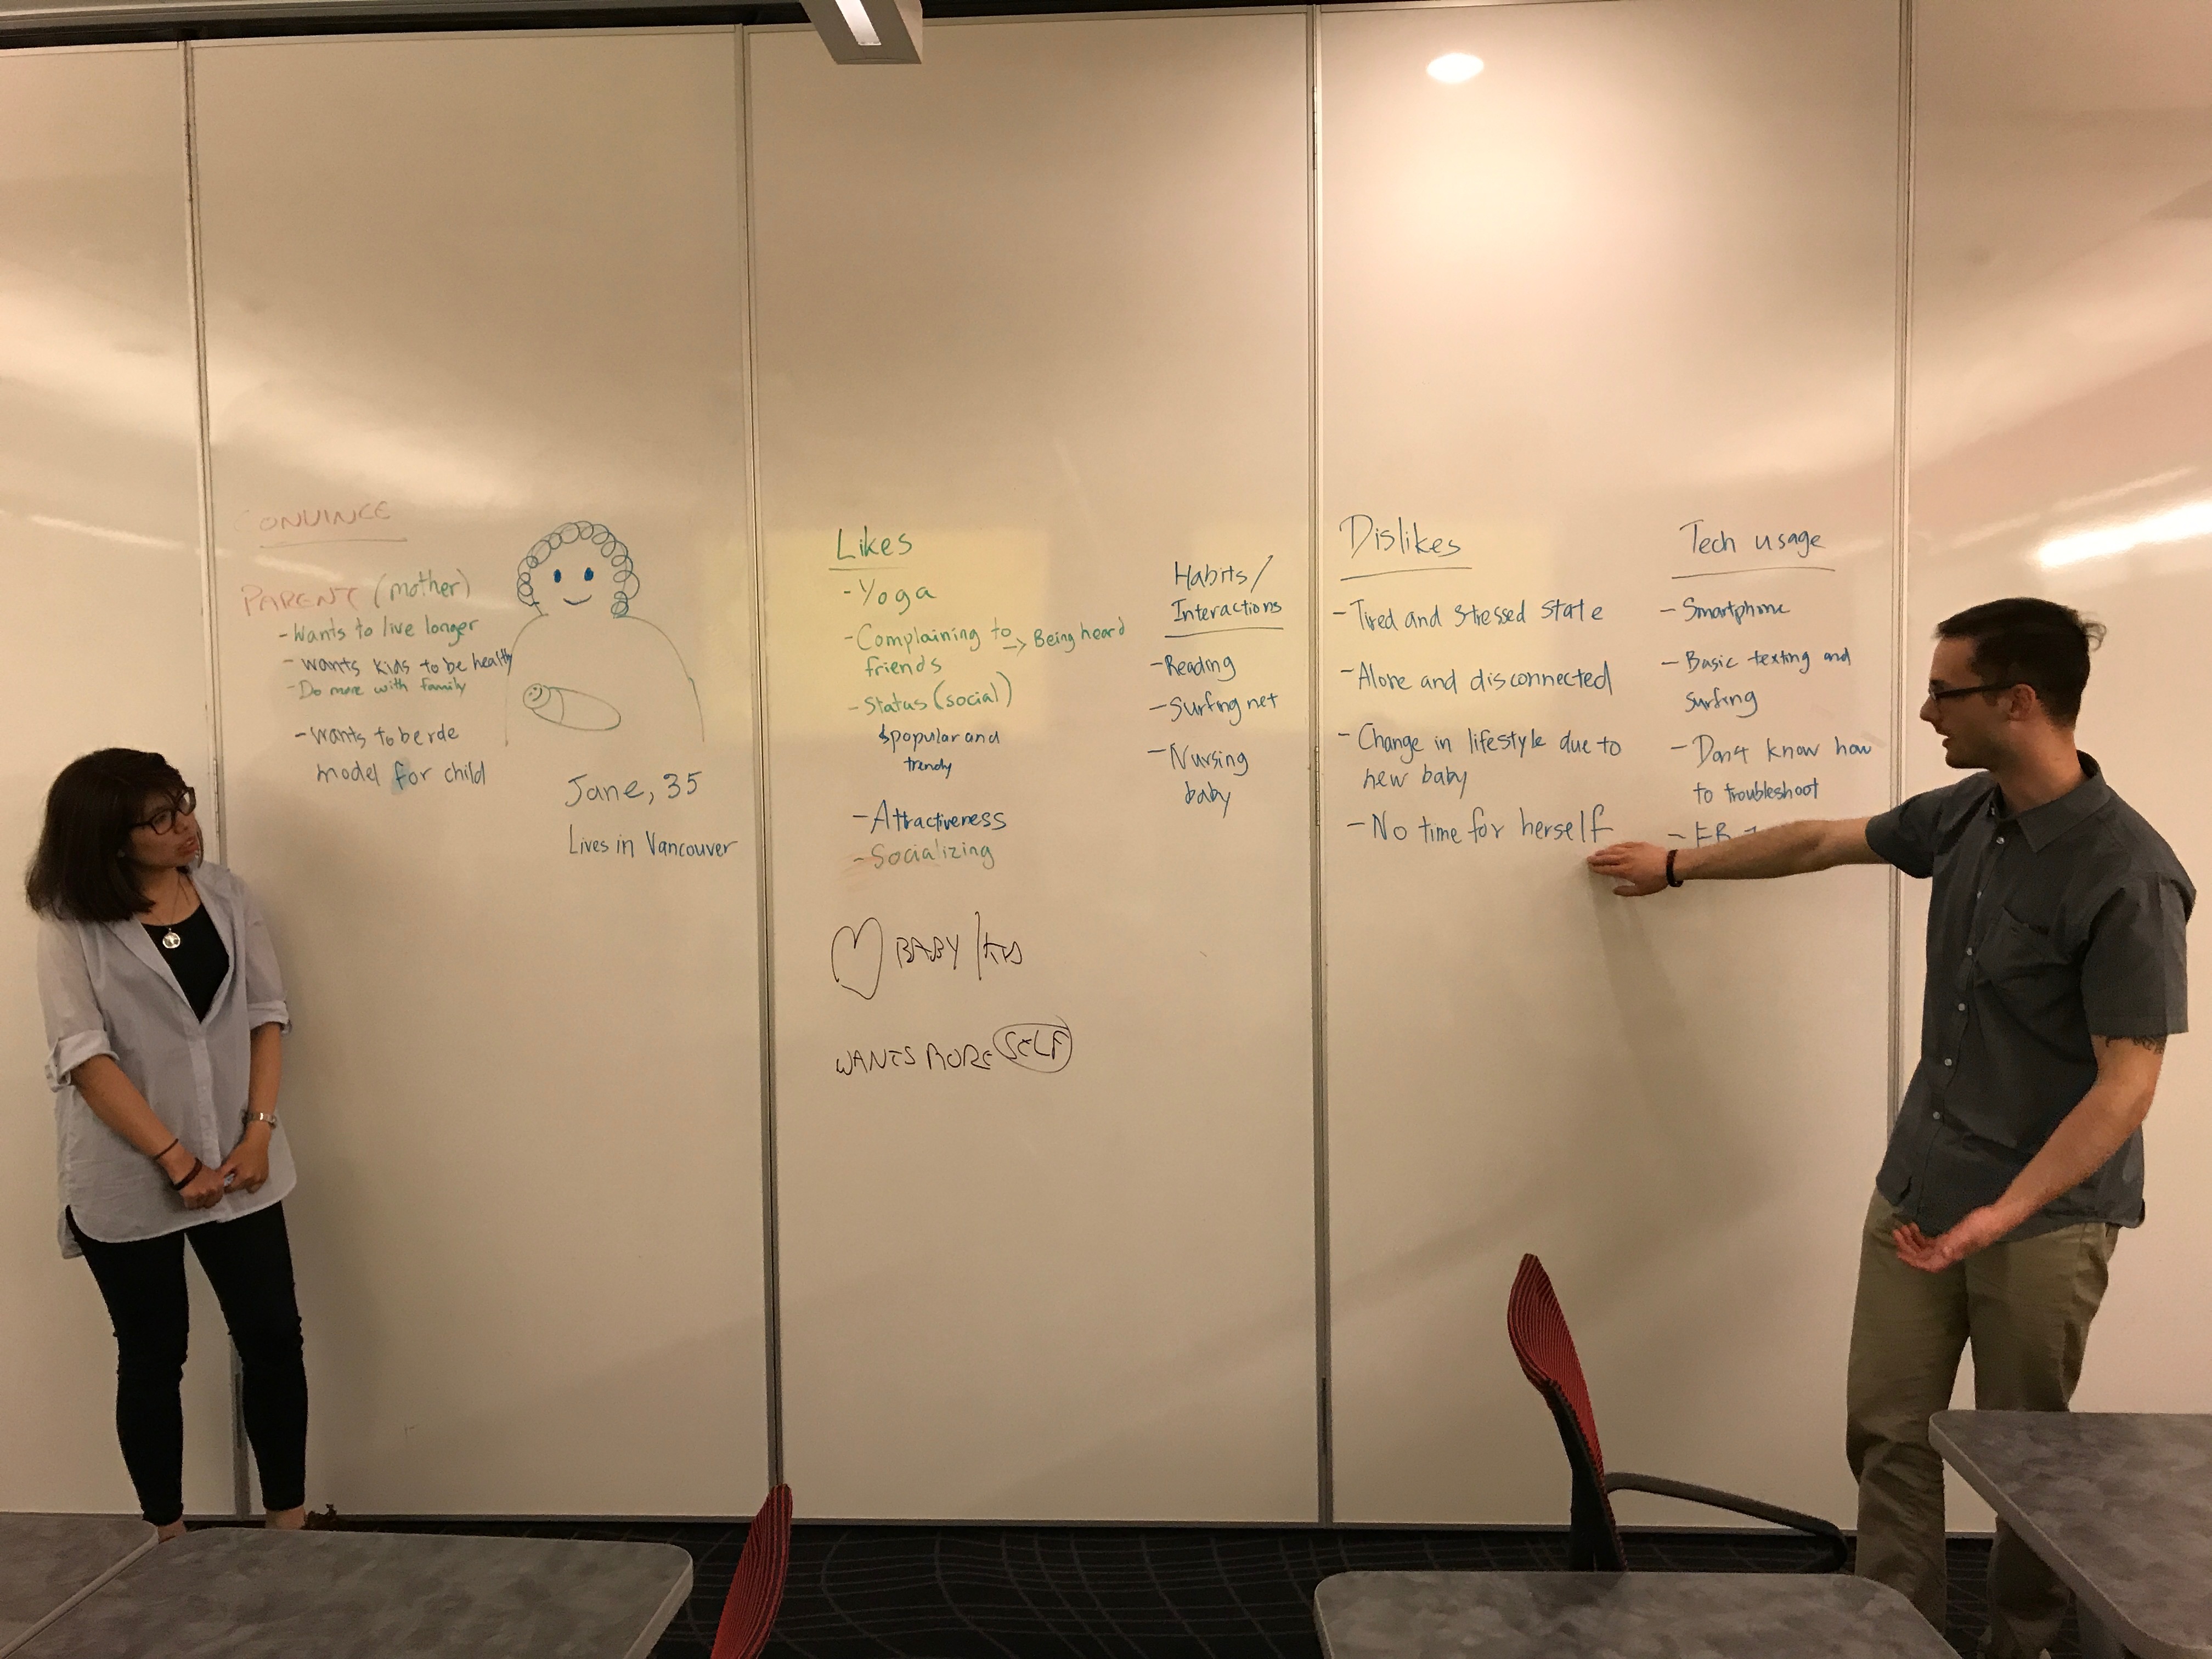 CONVINCE
PARENT (mother)
- Wants to live longer
- wants kids to be healthy
- Do more with family
- wants to be role
model for child
Jane, 35
Lives in Vancouver
Likes
- Yoga
- Complaining to -> Being heard
friends
- Status (social)
popular and
trendy
- Attractiveness
- Socializing
BABY/
WANTS MORE SELF
Habits/
Interactions
- Reading
- Surfing net
- Nursing
baby
Dislikes
- Tired and stressed state
- Alone and disconnected
- Change in lifestyle due to
new baby
- No time for herself
Tech usage
- Smartphone
- Basic texting and
surfing
- Don't know how
to troubleshoot
- FB